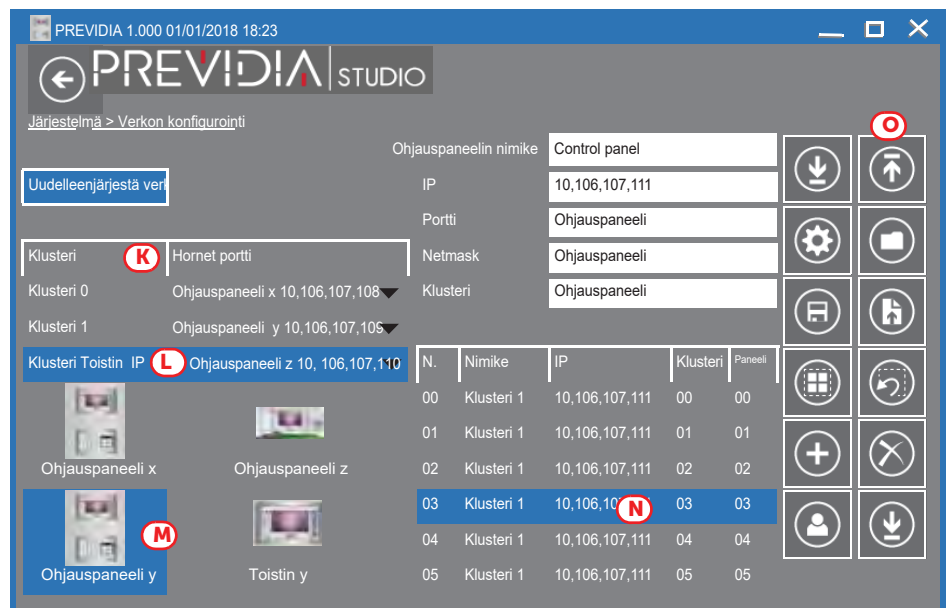 PREVIDIA 1.000 01/01/2018 18:23
PREVIDIA STUDIO
Järjestelmä > Verkon konfigurointi
O
Ohjauspaneelin nimike Control panel
Uudelleenjärjestä verk
IP 10,106,107,111
Portti Ohjauspaneeli
Netmask Ohjauspaneeli
Klusteri Ohjauspaneeli
Klusteri K Hornet portti
Klusteri 0 Ohjauspaneeli x 10,106,107,108
Klusteri 1 Ohjauspaneeli y 10,106,107,109
Klusteri Toistin IP L Ohjauspaneeli z 10, 106,107,110
Ohjauspaneeli x
Ohjauspaneeli z
M
Ohjauspaneeli y
Toistin y
N. Nimike IP Klusteri Paneeli
00 Klusteri 1 10,106,107,111 00 00
01 Klusteri 1 10,106,107,111 01 01
02 Klusteri 1 10,106,107,111 02 02
03 Klusteri 1 10,106,10 N 03 03
04 Klusteri 1 10,106,107,111 04 04
05 Klusteri 1 10,106,107,111 05 05